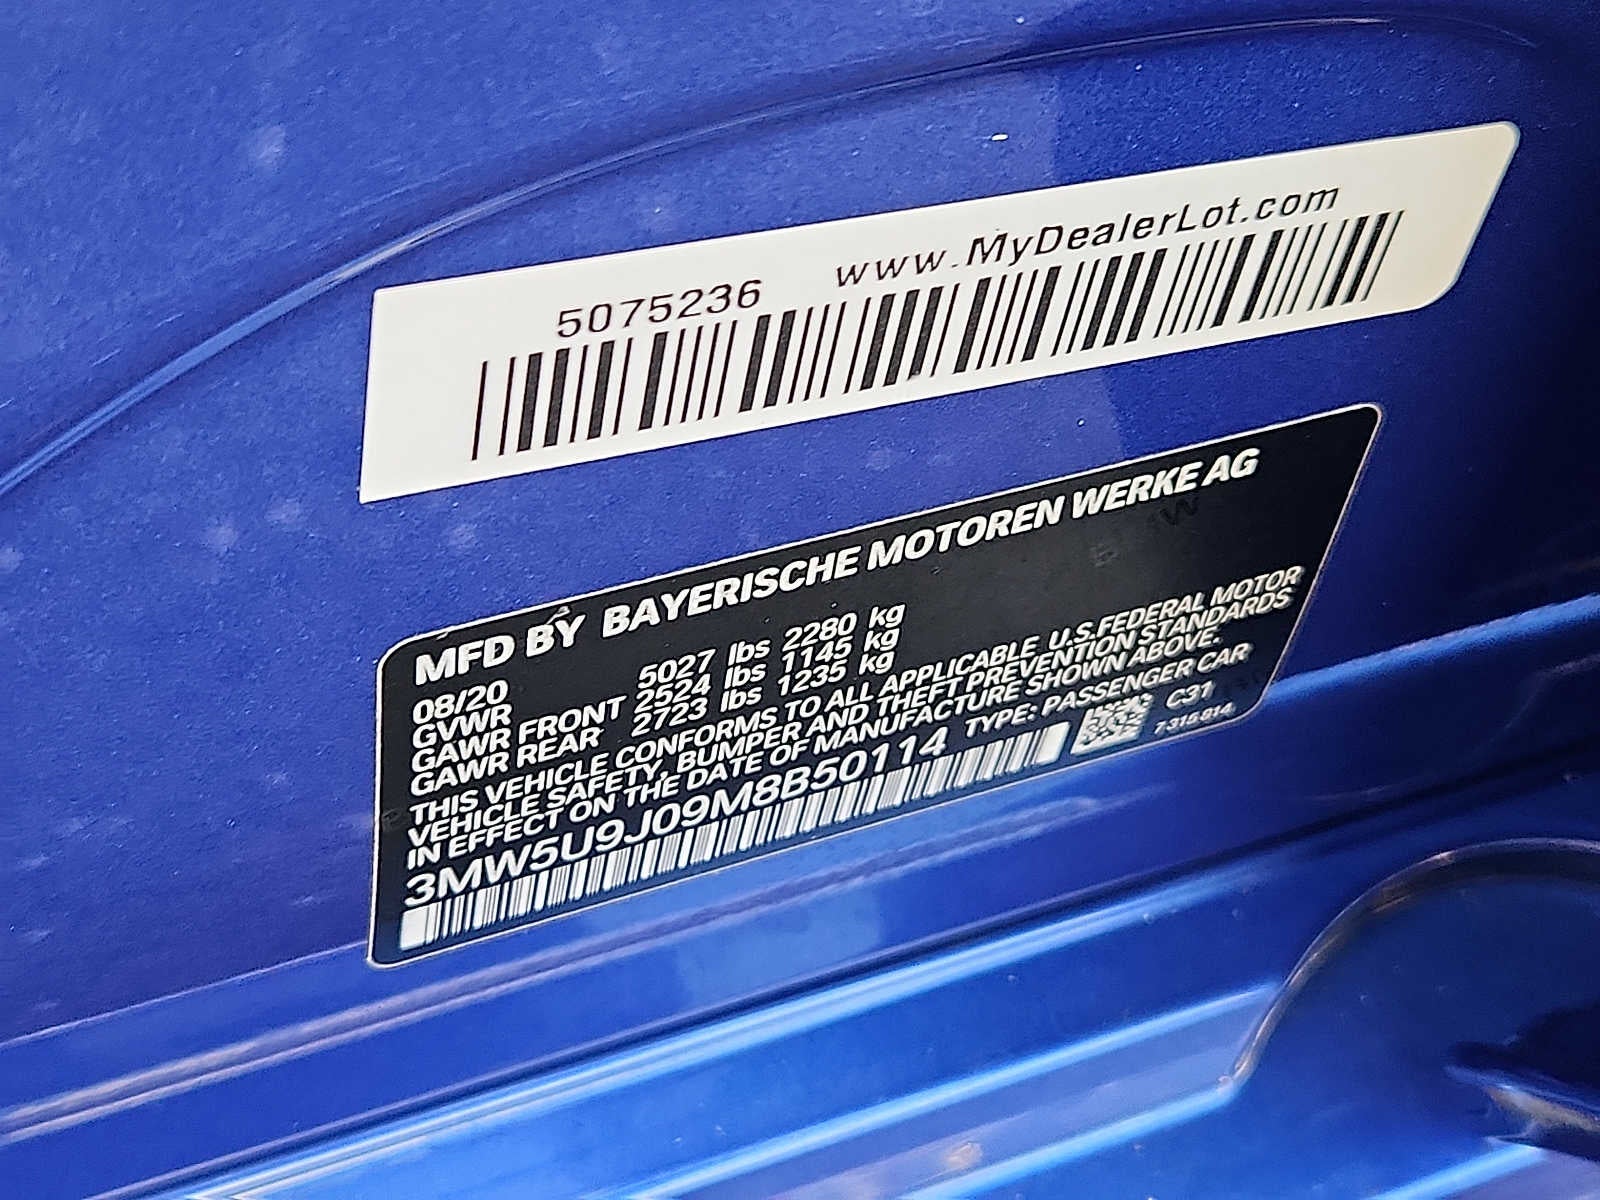 5075236 www.MyDealerLot.com
MFD BY BAYERISCHE MOTOREN WERKE AG
08/20
GVWR 5027 lbs 2280 kg
GAWR FRONT 2524 lbs 1145 kg
GAWR REAR 2723 lbs 1235 kg
THIS VEHICLE CONFORMS TO ALL APPLICABLE U.S.FEDERAL MOTOR
VEHICLE SAFETY, BUMPER AND THEFT PREVENTION STANDARDS
IN EFFECT ON THE DATE OF MANUFACTURE SHOWN ABOVE.
3MW5U9J09M8B50114 TYPE: PASSENGER CAR
C31
7.315.814